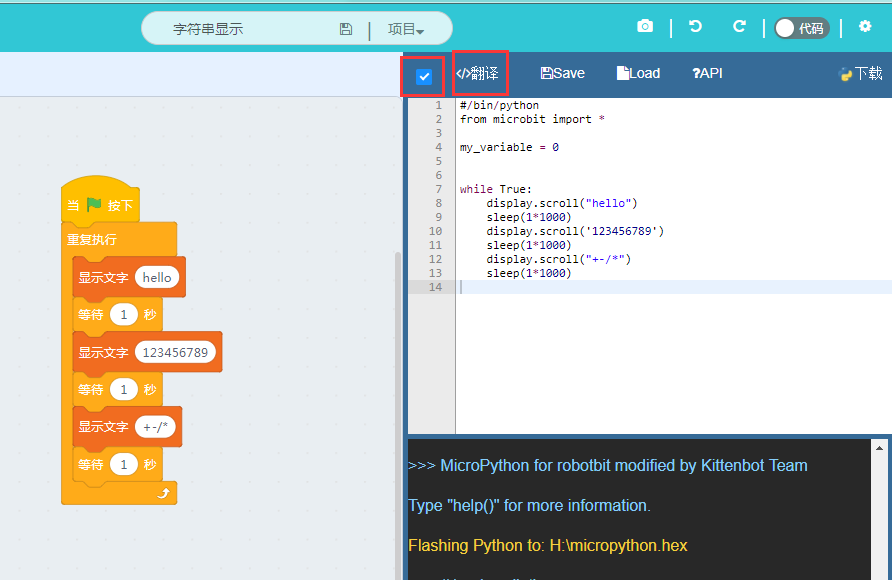 字符串显示
项目
代码
</>翻译
Save
Load
?API
下载
当 按下
重复执行
显示文字 hello
等待 1 秒
显示文字 123456789
等待 1 秒
显示文字 +-/*
等待 1 秒
1 #/bin/python
2 from microbit import *
3
4 my_variable = 0
5
6
7 while True:
8 display.scroll("hello")
9 sleep(1*1000)
10 display.scroll('123456789')
11 sleep(1*1000)
12 display.scroll("+-/*")
13 sleep(1*1000)
14
>>> MicroPython for robotbit modified by Kittenbot Team
Type "help()" for more information.
Flashing Python to: H:\micropython.hex